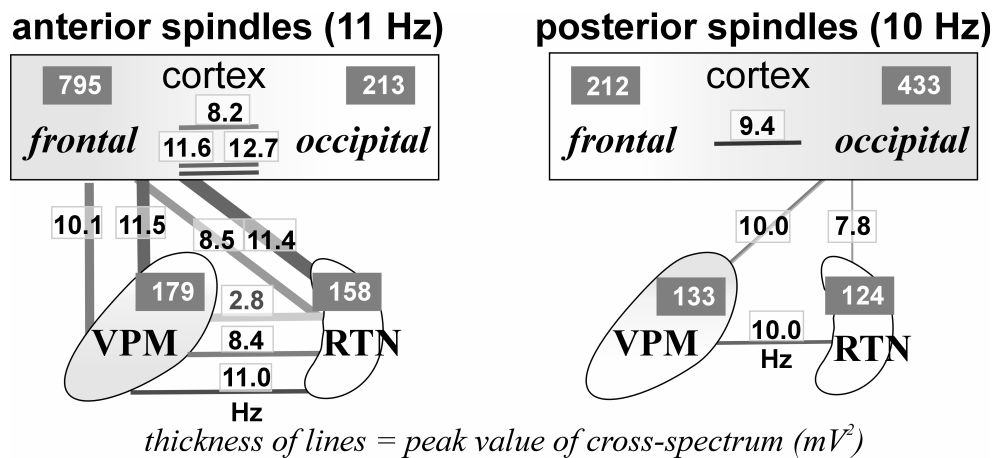 anterior spindles (11 Hz) posterior spindles (10 Hz)
795 cortex 213 212 cortex 433
8.2
frontal 11.6 12.7 occipital frontal 9.4 occipital
10.1 11.5 8.5 11.4 10.0 7.8
179 2.8 158 133 124
VPM 8.4 RTN VPM 10.0 RTN
11.0 Hz
Hz
thickness of lines = peak value of cross-spectrum (mV²)